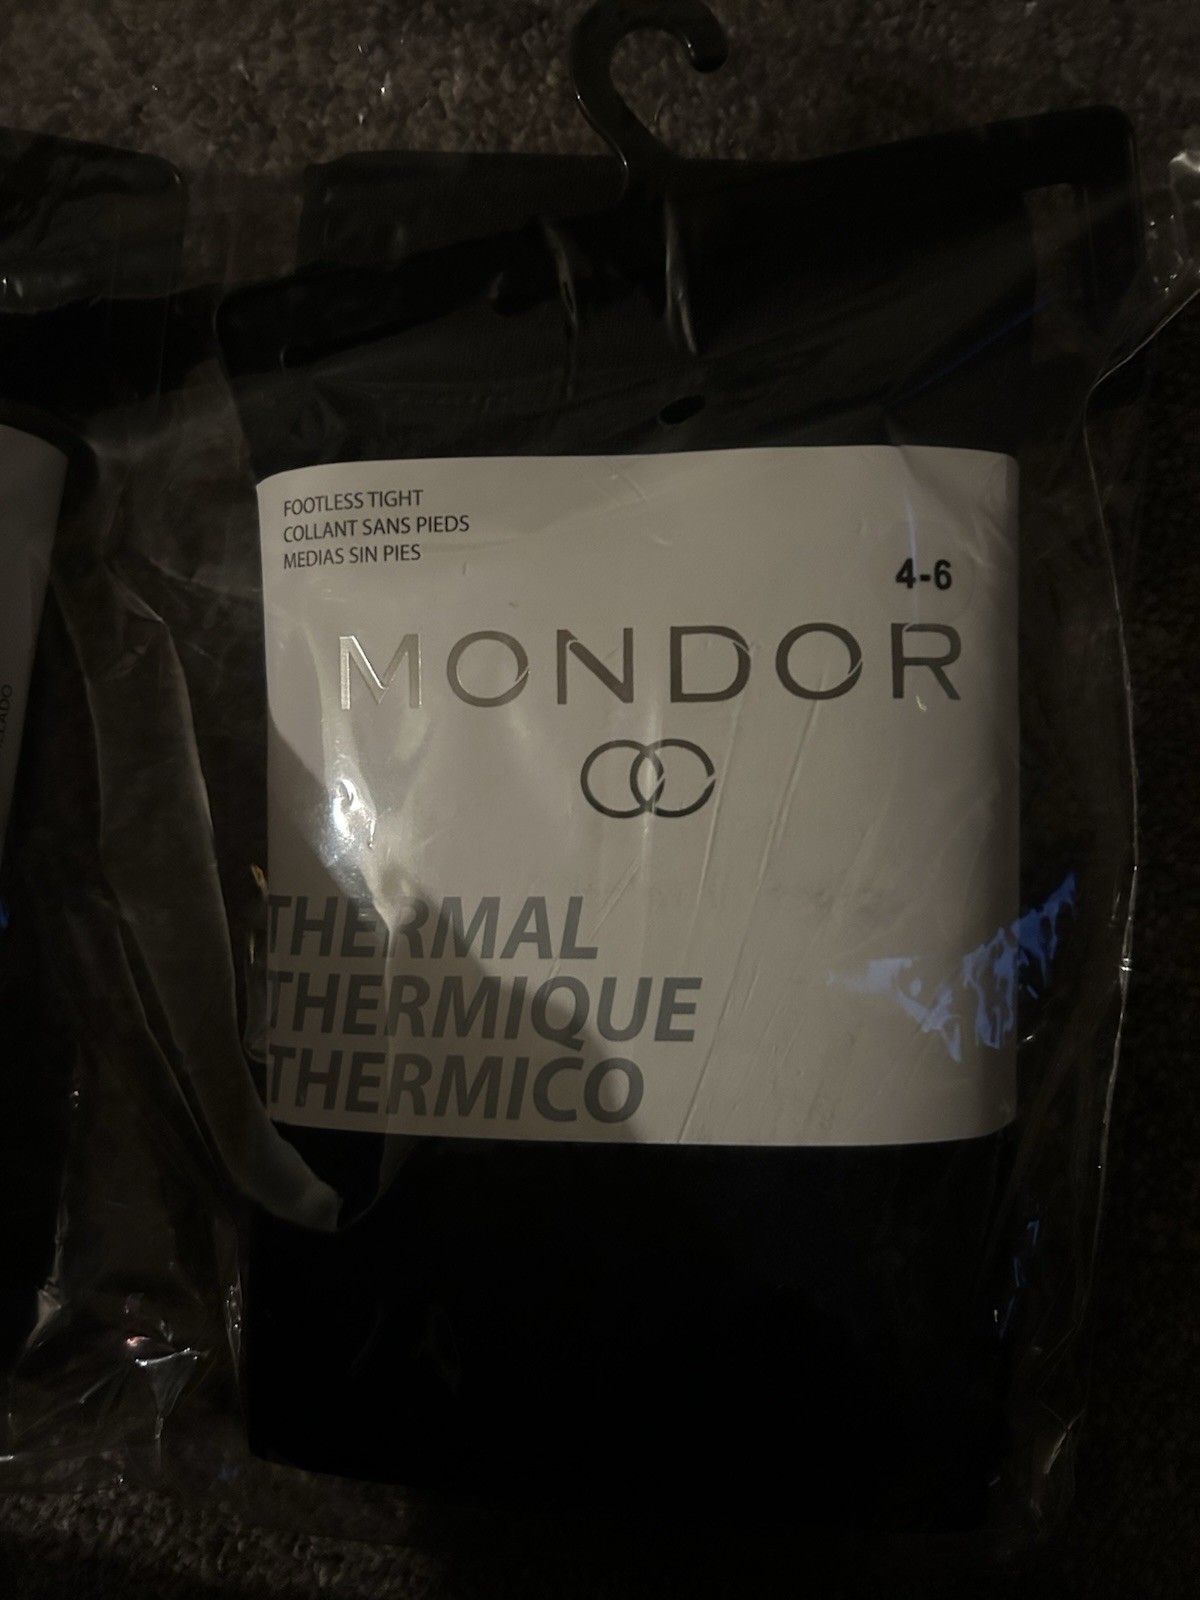 FOOTLESS TIGHT
COLLANT SANS PIEDS
MEDIAS SIN PIES
4-6
MONDOR
THERMAL
THERMIQUE
THERMICO